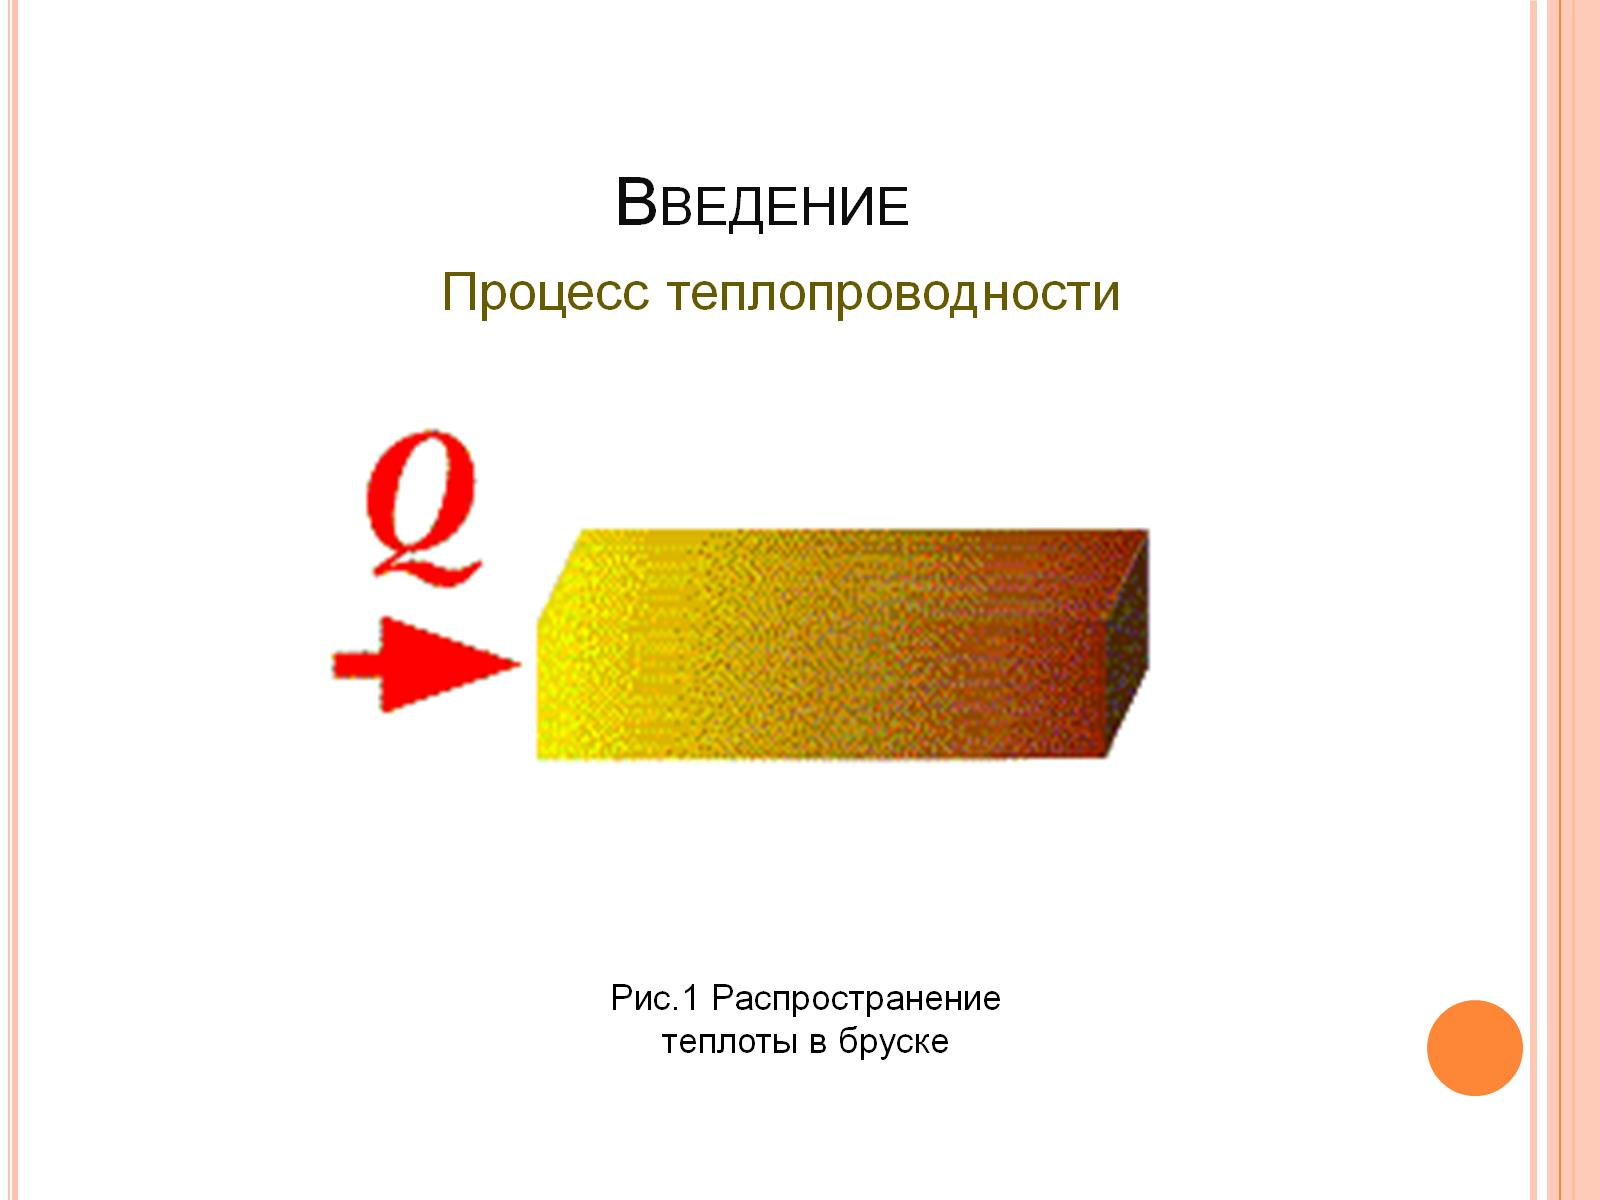 Введение
Процесс теплопроводности
Q
Рис.1 Распространение
теплоты в бруске